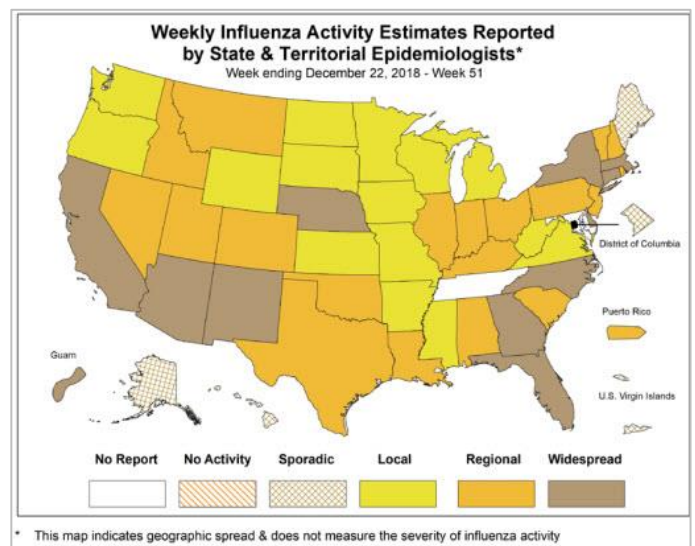 Weekly Influenza Activity Estimates Reported
by State & Territorial Epidemiologists*
Week ending December 22, 2018 - Week 51
District of Columbia
Puerto Rico
Guam
U.S. Virgin Islands
No Report No Activity Sporadic Local Regional Widespread
* This map indicates geographic spread & does not measure the severity of influenza activity